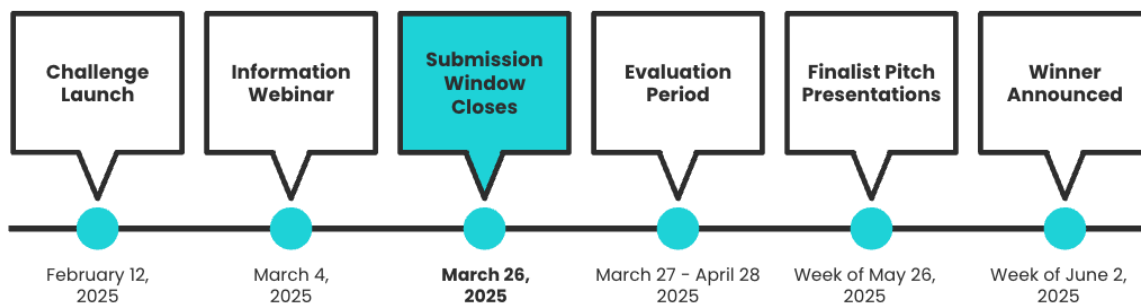 Challenge
Launch
Information
Webinar
Submission
Window
Closes
Evaluation
Period
Finalist Pitch
Presentations
Winner
Announced
February 12,
2025
March 4,
2025
March 26,
2025
March 27 - April 28
2025
Week of May 26,
2025
Week of June 2,
2025